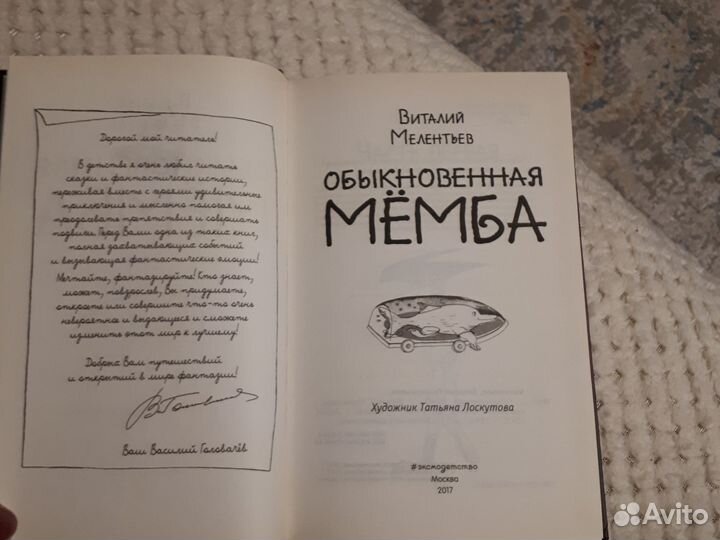 Дорогой мой читатель!
В детстве я очень любил читать
сказки и фантастические истории,
переживая вместе с героями удивительные
приключения и мысленно помогая им
преодолевать препятствия и совершать
подвиги. Перед Вами одна из таких книг,
полная захватывающих событий
и вызывающая фантастические эмоции!
Мечтайте, фантазируйте! Кто знает,
может, повзрослев, Вы придумаете,
откроете или совершите что-то очень
невероятное и выдающееся и сможете
изменить этот мир к лучшему!
Добрых Вам путешествий
и открытий в мире фантазии!
Ваш Василий Головачёв
Виталий
Мелентьев
ОБЫКНОВЕННАЯ
МЁМБА
Художник Татьяна Лоскутова
#эксмодетство
Москва
2017
Avito